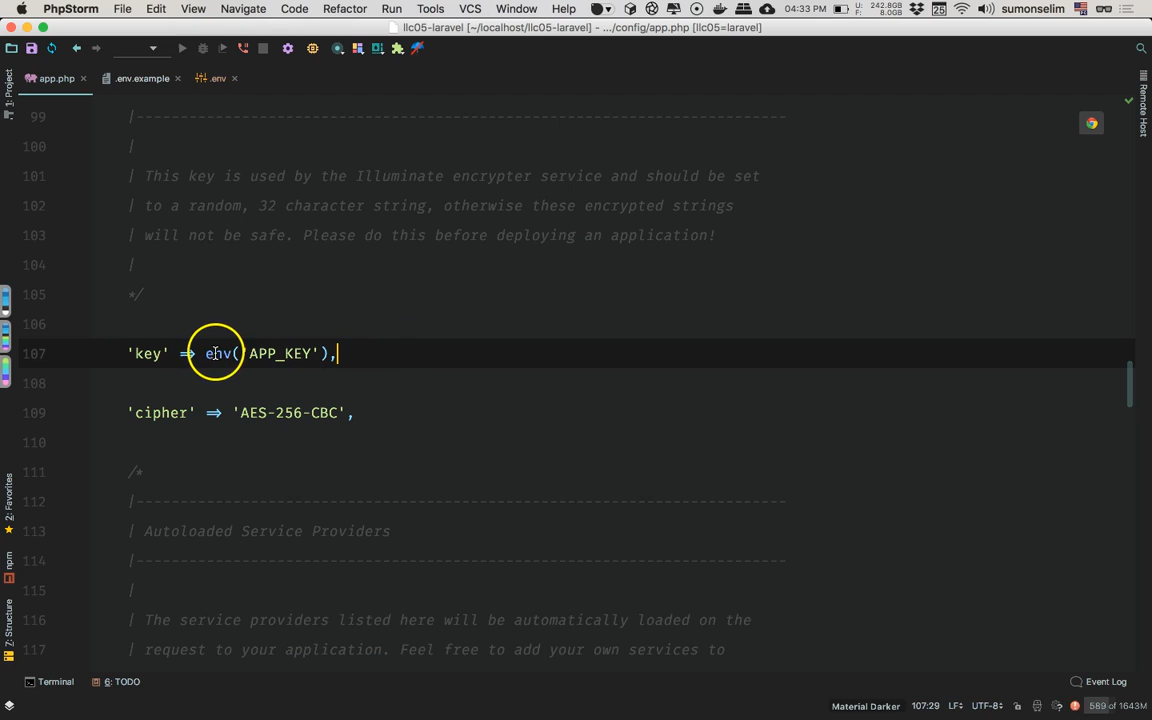 PhpStorm File Edit View Navigate Code Refactor Run Tools VCS Window Help 04:33 PM U: 242.8GB F: 8.0GB 25 sumonselim
llc05-laravel [~/localhost/llc05-laravel] - .../config/app.php [llc05=laravel]
app.php .env.example .env
1: Project
Remote Host
99 |---------------------------------------------------------------------------
100 |
101 | This key is used by the Illuminate encrypter service and should be set
102 | to a random, 32 character string, otherwise these encrypted strings
103 | will not be safe. Please do this before deploying an application!
104 |
105 */
106
107 'key' => env('APP_KEY'),
108
109 'cipher' => 'AES-256-CBC',
110
111 /*
112 |---------------------------------------------------------------------------
113 | Autoloaded Service Providers
114 |---------------------------------------------------------------------------
115 |
116 | The service providers listed here will be automatically loaded on the
117 | request to your application. Feel free to add your own services to
2: Favorites
npm
7: Structure
Terminal 6: TODO Event Log
Material Darker 107:29 LF UTF-8 589 of 1643M